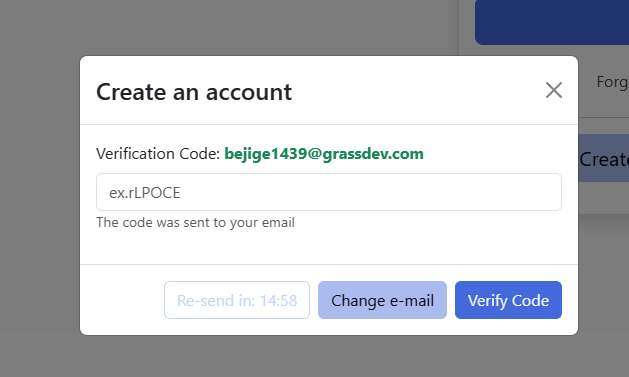 Forg
Create an account
Create
Verification Code: bejige1439@grassdev.com
ex.rLPOCE
The code was sent to your email
Re-send in: 14:58
Change e-mail
Verify Code